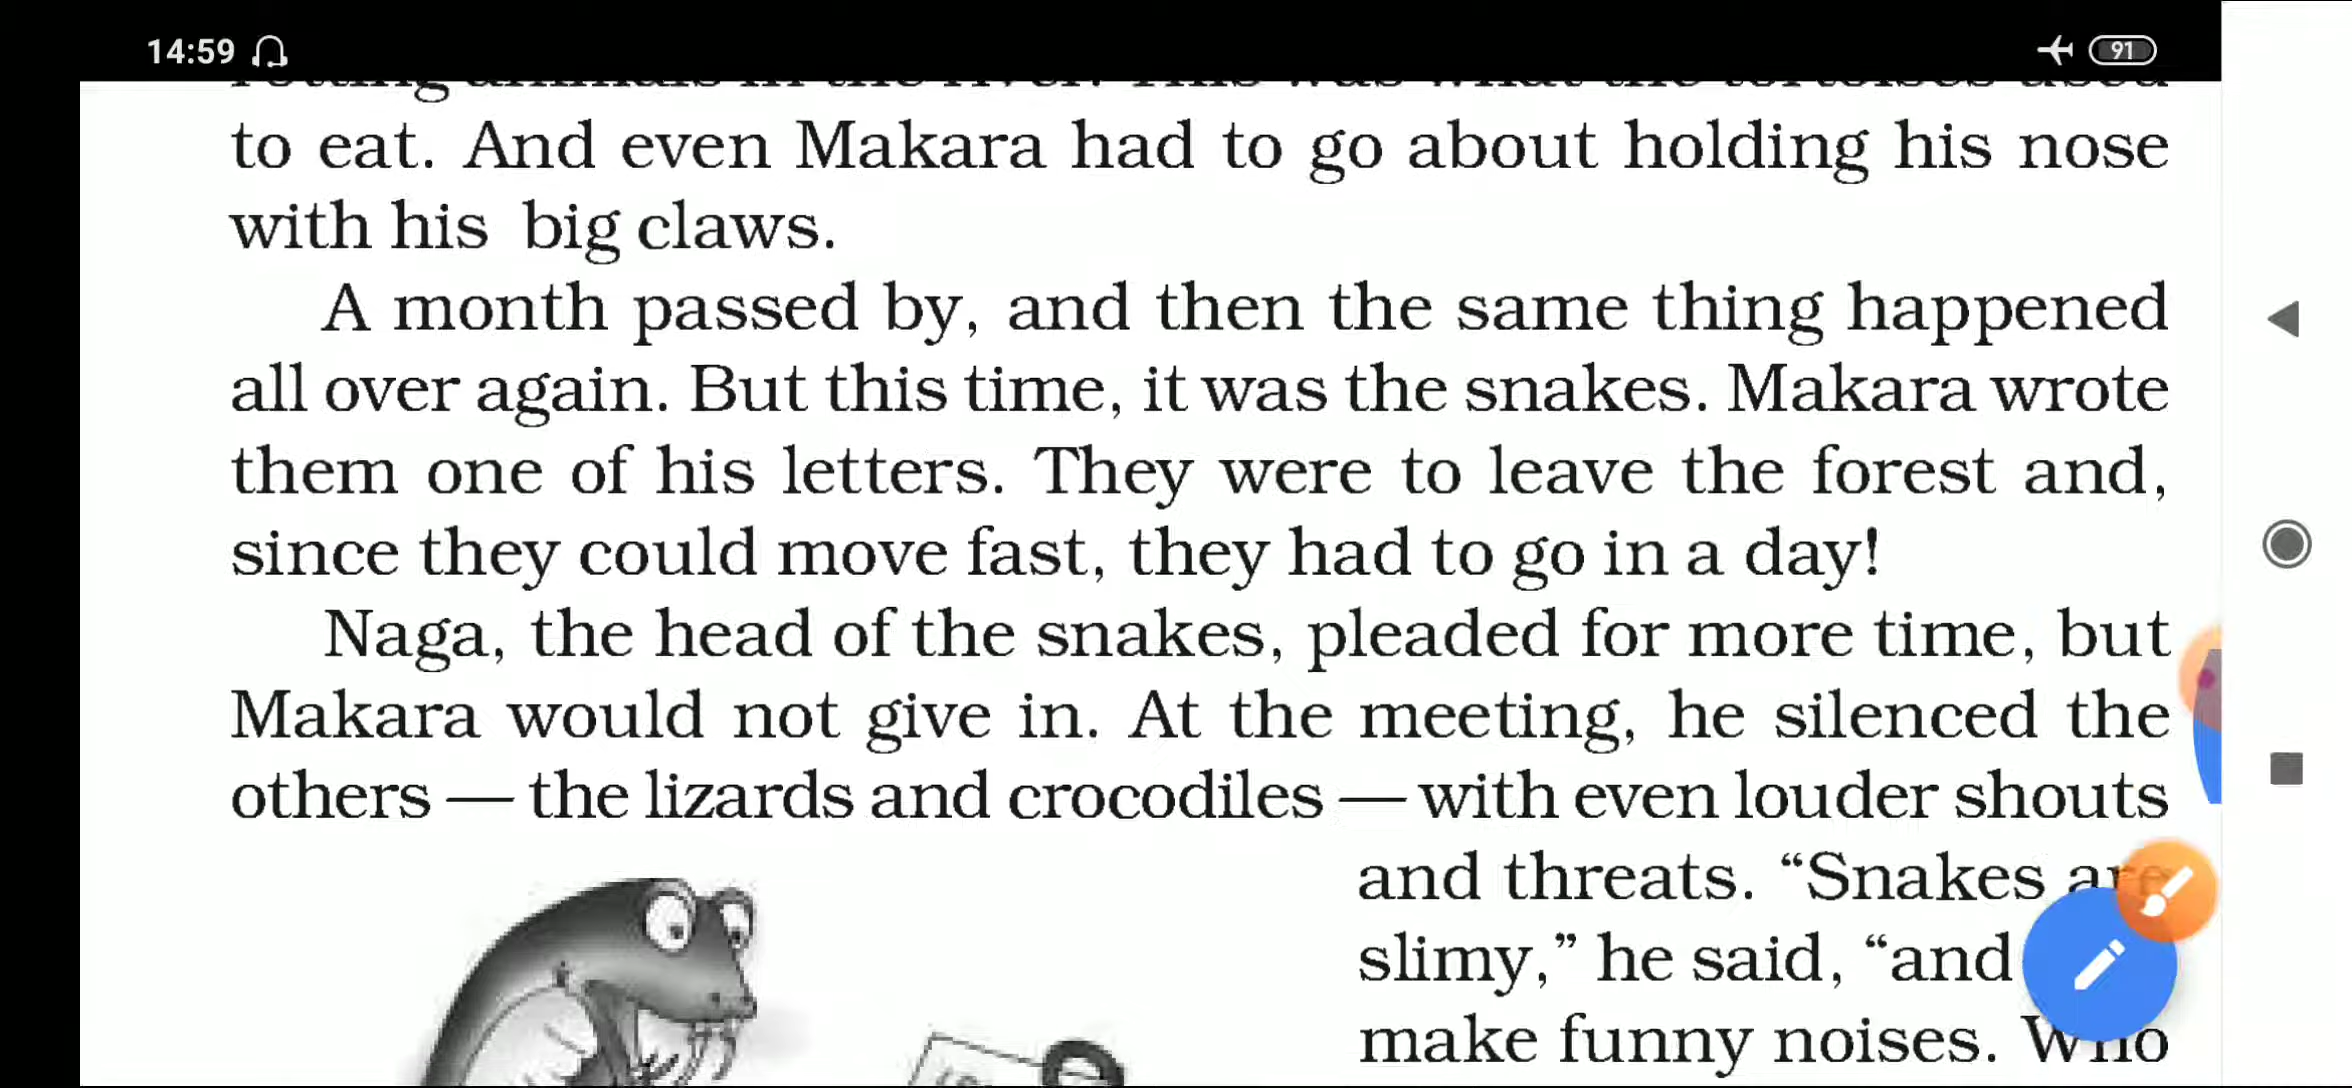 14:59
91
to eat. And even Makara had to go about holding his nose
with his big claws.
A month passed by, and then the same thing happened
all over again. But this time, it was the snakes. Makara wrote
them one of his letters. They were to leave the forest and,
since they could move fast, they had to go in a day!
Naga, the head of the snakes, pleaded for more time, but
Makara would not give in. At the meeting, he silenced the
others — the lizards and crocodiles — with even louder shouts
and threats. “Snakes are
slimy,” he said, “and
make funny noises. Who